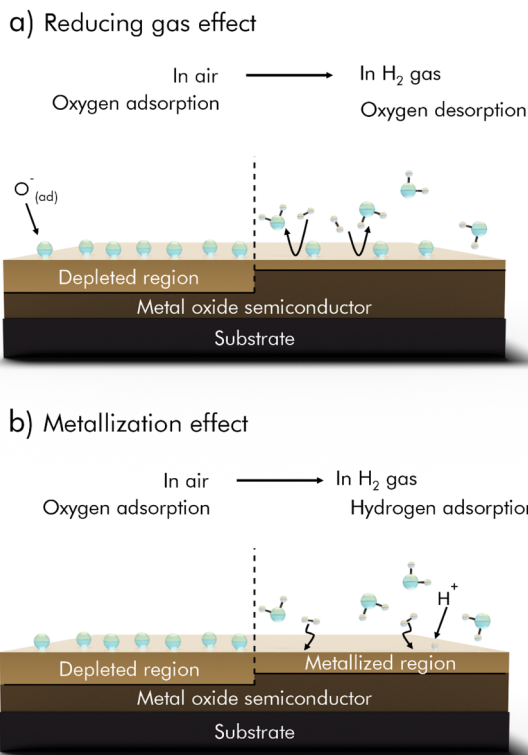 a) Reducing gas effect
In air
In H₂ gas
Oxygen adsorption
Oxygen desorption
O⁻(ad)
Depleted region
Metal oxide semiconductor
Substrate
b) Metallization effect
In air
In H₂ gas
Oxygen adsorption
Hydrogen adsorption
H⁺
Depleted region
Metallized region
Metal oxide semiconductor
Substrate